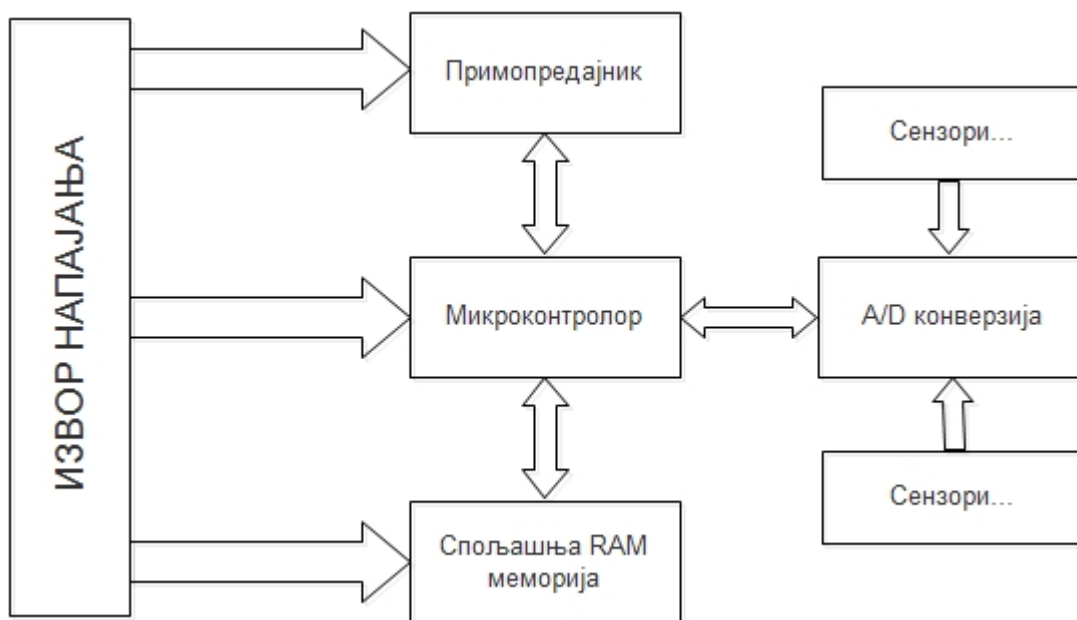 ИЗВОР НАПАЈАЊА
Примопредајник
Сензори...
Микроконтролор
A/D конверзија
Сензори...
Спољашња RAM
меморија